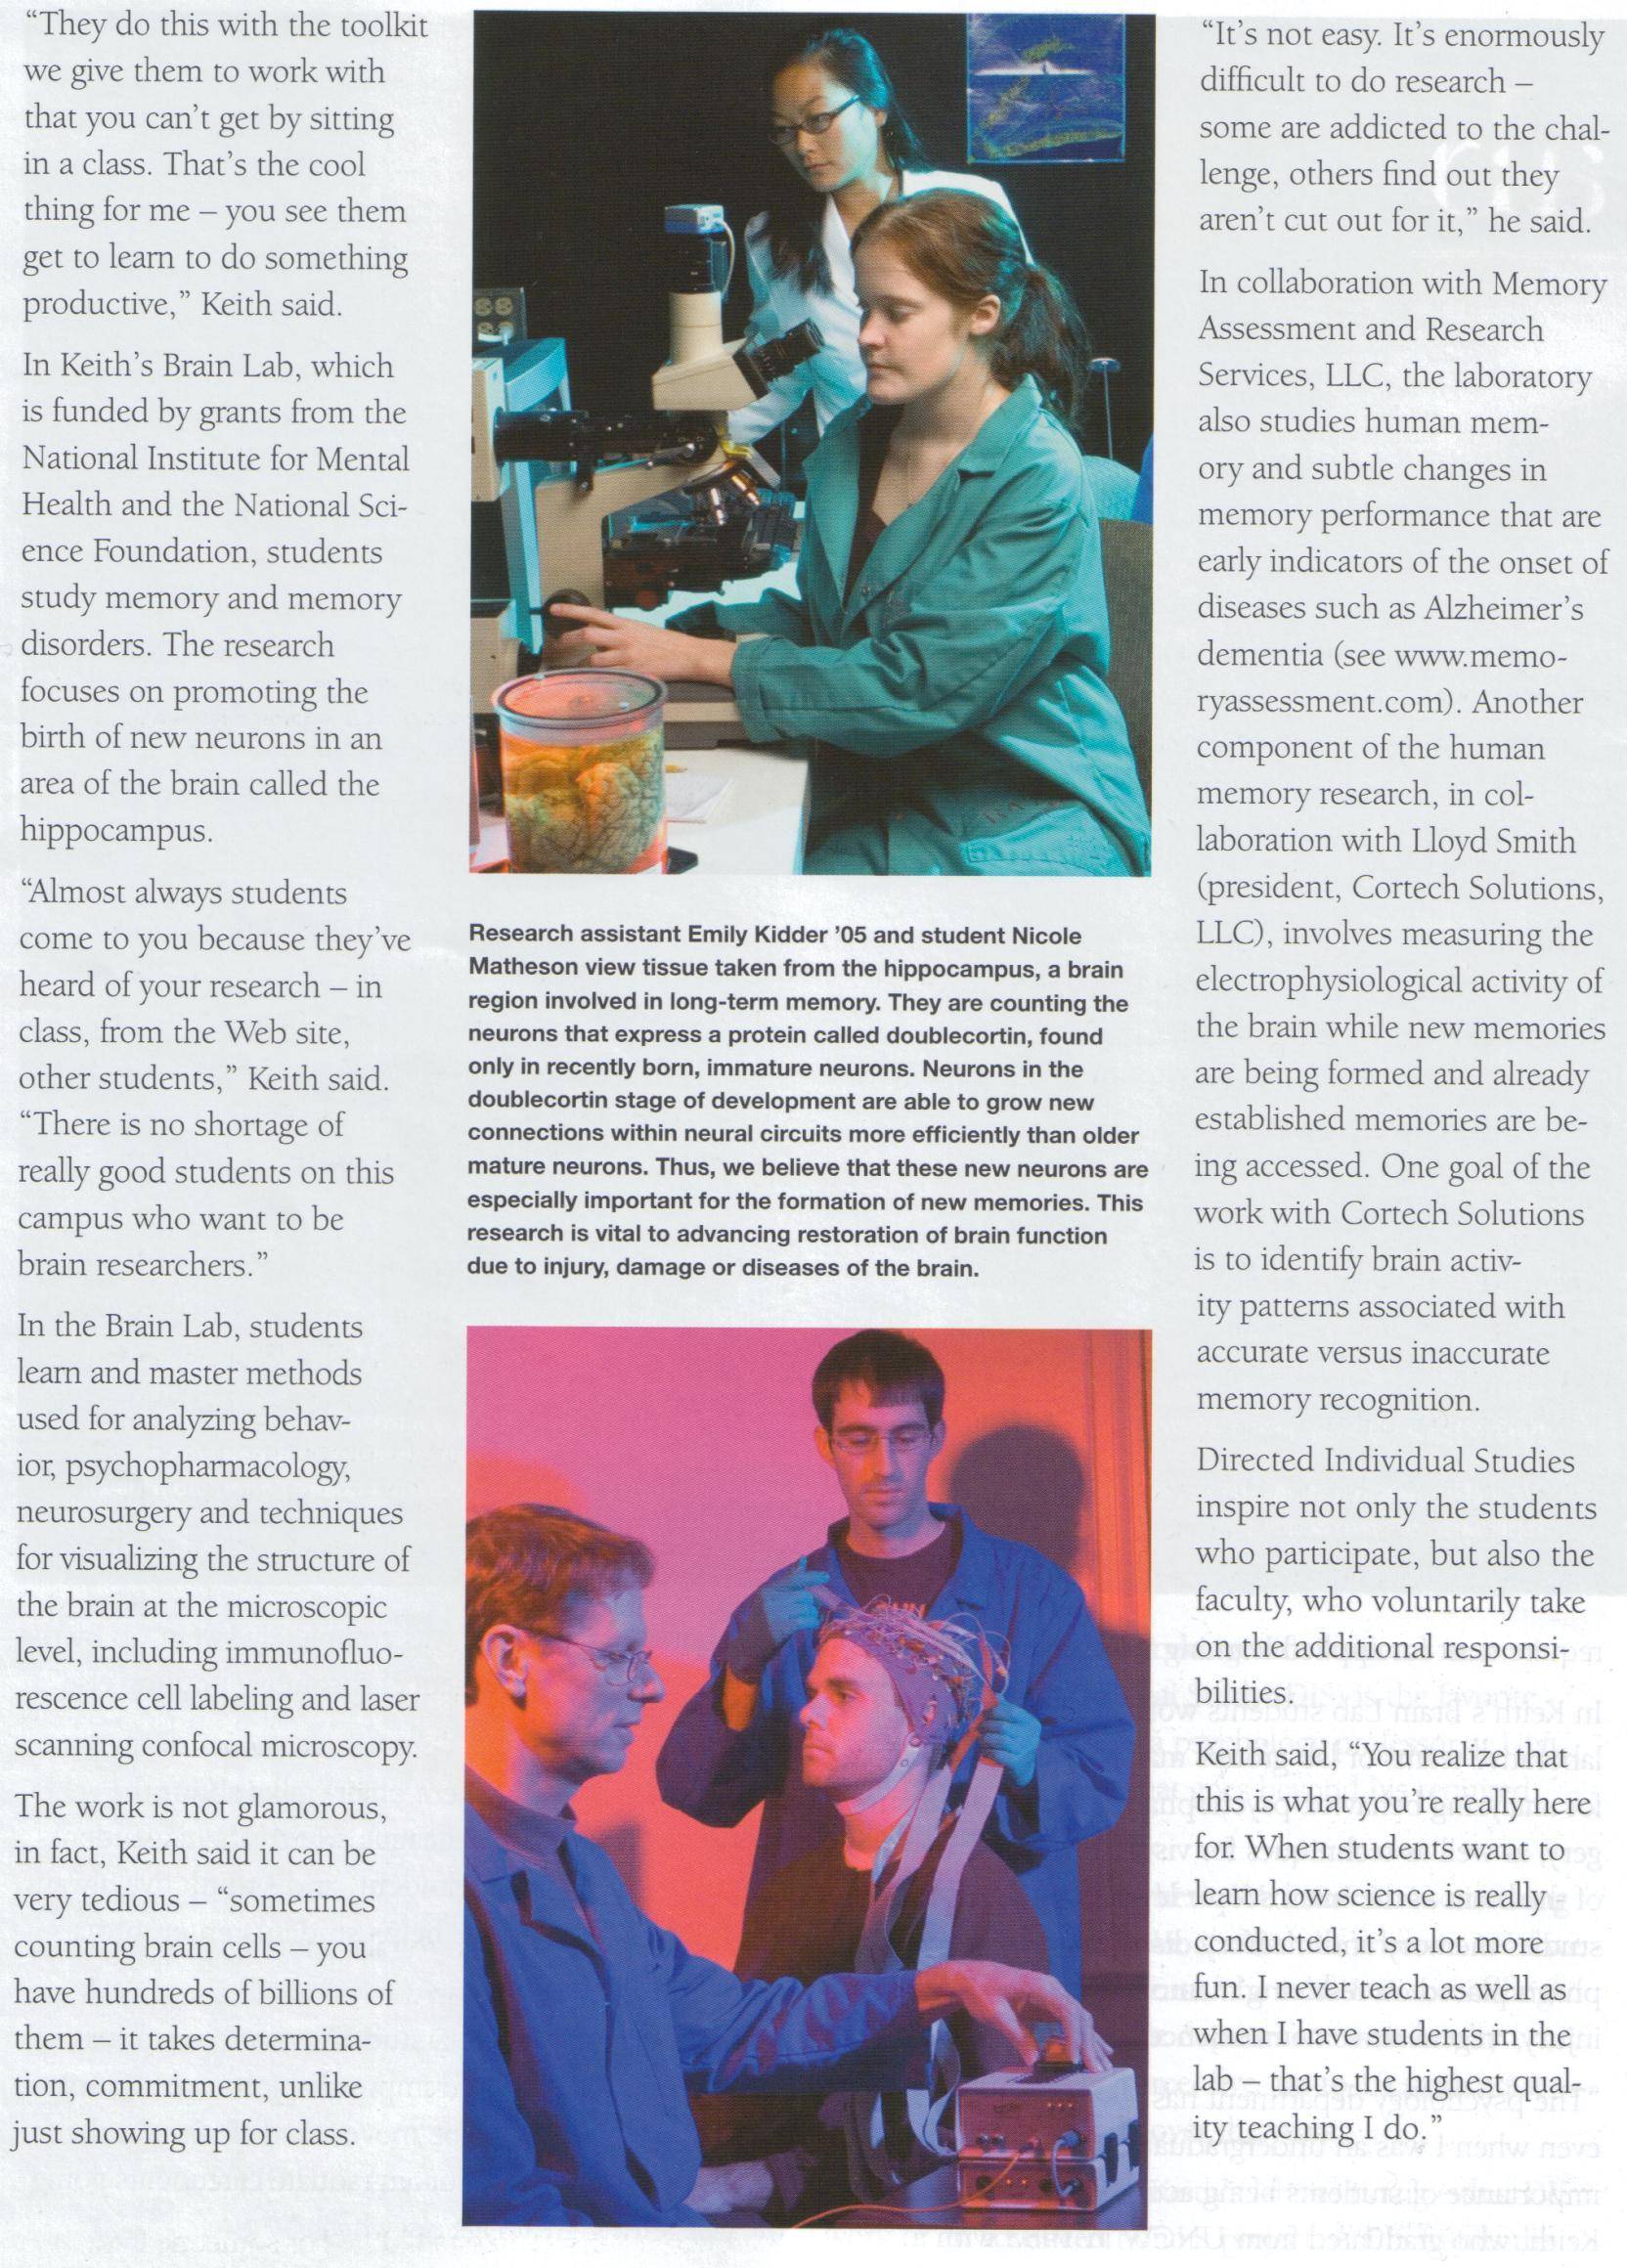 “They do this with the toolkit
we give them to work with
that you can’t get by sitting
in a class. That’s the cool
thing for me – you see them
get to learn to do something
productive,” Keith said.
In Keith’s Brain Lab, which
is funded by grants from the
National Institute for Mental
Health and the National Sci-
ence Foundation, students
study memory and memory
disorders. The research
focuses on promoting the
birth of new neurons in an
area of the brain called the
hippocampus.
“Almost always students
come to you because they’ve
heard of your research – in
class, from the Web site,
other students,” Keith said.
“There is no shortage of
really good students on this
campus who want to be
brain researchers.”
In the Brain Lab, students
learn and master methods
used for analyzing behav-
ior, psychopharmacology,
neurosurgery and techniques
for visualizing the structure of
the brain at the microscopic
level, including immunofluo-
rescence cell labeling and laser
scanning confocal microscopy.
The work is not glamorous,
in fact, Keith said it can be
very tedious – “sometimes
counting brain cells – you
have hundreds of billions of
them – it takes determina-
tion, commitment, unlike
just showing up for class.
Research assistant Emily Kidder ’05 and student Nicole
Matheson view tissue taken from the hippocampus, a brain
region involved in long-term memory. They are counting the
neurons that express a protein called doublecortin, found
only in recently born, immature neurons. Neurons in the
doublecortin stage of development are able to grow new
connections within neural circuits more efficiently than older
mature neurons. Thus, we believe that these new neurons are
especially important for the formation of new memories. This
research is vital to advancing restoration of brain function
due to injury, damage or diseases of the brain.
“It’s not easy. It’s enormously
difficult to do research –
some are addicted to the chal-
lenge, others find out they
aren’t cut out for it,” he said.
In collaboration with Memory
Assessment and Research
Services, LLC, the laboratory
also studies human mem-
ory and subtle changes in
memory performance that are
early indicators of the onset of
diseases such as Alzheimer’s
dementia (see www.memo-
ryassessment.com). Another
component of the human
memory research, in col-
laboration with Lloyd Smith
(president, Cortech Solutions,
LLC), involves measuring the
electrophysiological activity of
the brain while new memories
are being formed and already
established memories are be-
ing accessed. One goal of the
work with Cortech Solutions
is to identify brain activ-
ity patterns associated with
accurate versus inaccurate
memory recognition.
Directed Individual Studies
inspire not only the students
who participate, but also the
faculty, who voluntarily take
on the additional responsi-
bilities.
Keith said, “You realize that
this is what you’re really here
for. When students want to
learn how science is really
conducted, it’s a lot more
fun. I never teach as well as
when I have students in the
lab – that’s the highest qual-
ity teaching I do.”